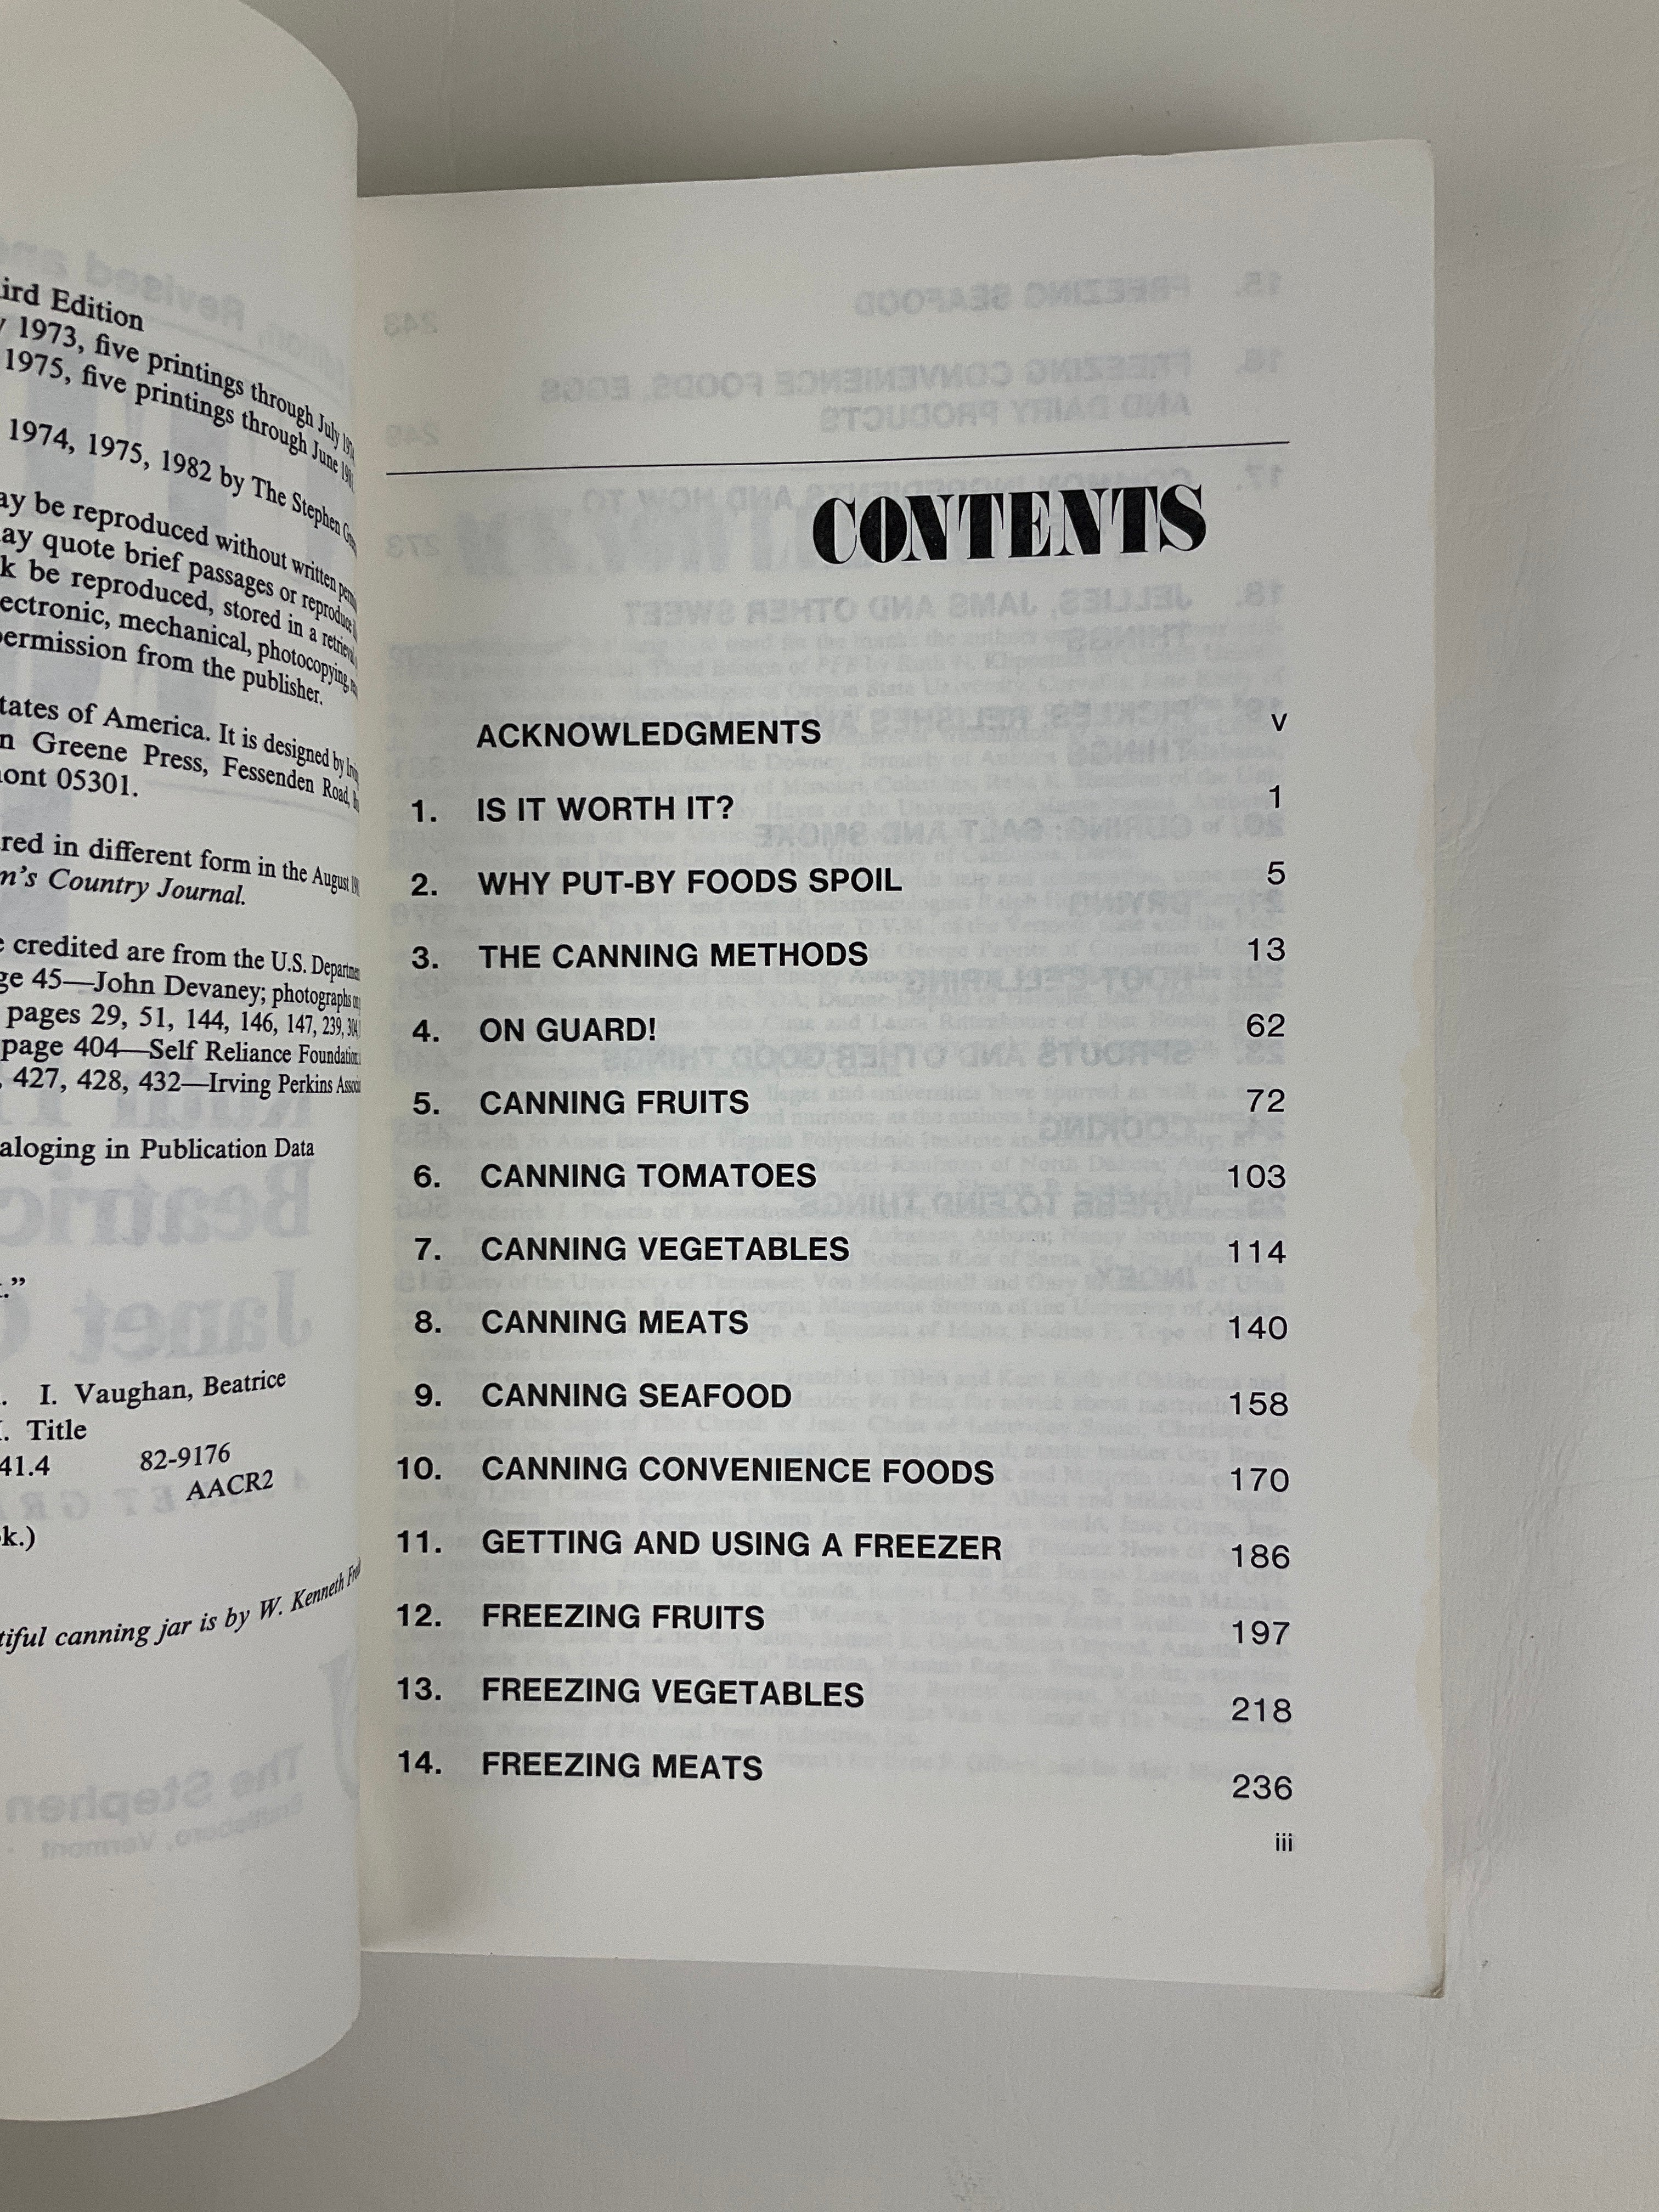 ird Edition
1973, five printings through July
1975, five printings through June
1974, 1975, 1982 by The Stephen
ay be reproduced without written
ay quote brief passages or reproduce
k be reproduced, stored in a retrieval
ectronic, mechanical, photocopying,
permission from the publisher.
tates of America. It is designed by
n Greene Press, Fessenden Road,
mont 05301.
red in different form in the August
m's Country Journal.
e credited are from the U.S.
ge 45—John Devaney; photographs
pages 29, 51, 144, 146, 147, 239,
page 404—Self Reliance Foundation
, 427, 428, 432—Irving Perkins
aloging in Publication Data
."
I. Vaughan, Beatrice
I. Title
41.4 82-9176
AACR2
k.)
tiful canning jar is by W. Kenneth
CONTENTS
ACKNOWLEDGMENTS v
1. IS IT WORTH IT? 1
2. WHY PUT-BY FOODS SPOIL 5
3. THE CANNING METHODS 13
4. ON GUARD! 62
5. CANNING FRUITS 72
6. CANNING TOMATOES 103
7. CANNING VEGETABLES 114
8. CANNING MEATS 140
9. CANNING SEAFOOD 158
10. CANNING CONVENIENCE FOODS 170
11. GETTING AND USING A FREEZER 186
12. FREEZING FRUITS 197
13. FREEZING VEGETABLES 218
14. FREEZING MEATS 236
iii